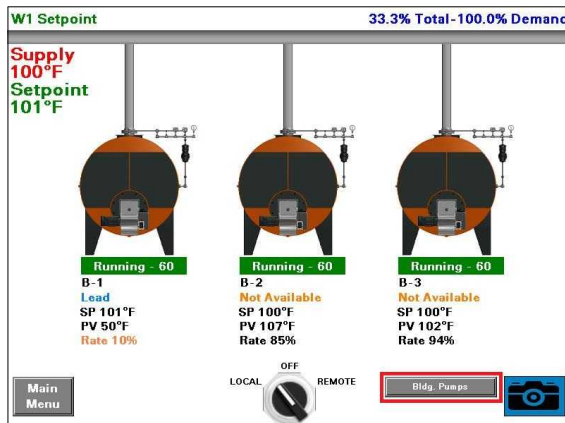 W1 Setpoint
33.3% Total-100.0% Demand
Supply
100°F
Setpoint
101°F
Running - 60
B-1
Lead
SP 101°F
PV 50°F
Rate 10%
Running - 60
B-2
Not Available
SP 100°F
PV 107°F
Rate 85%
Running - 60
B-3
Not Available
SP 100°F
PV 102°F
Rate 94%
Main
Menu
OFF
LOCAL REMOTE
Bldg. Pumps